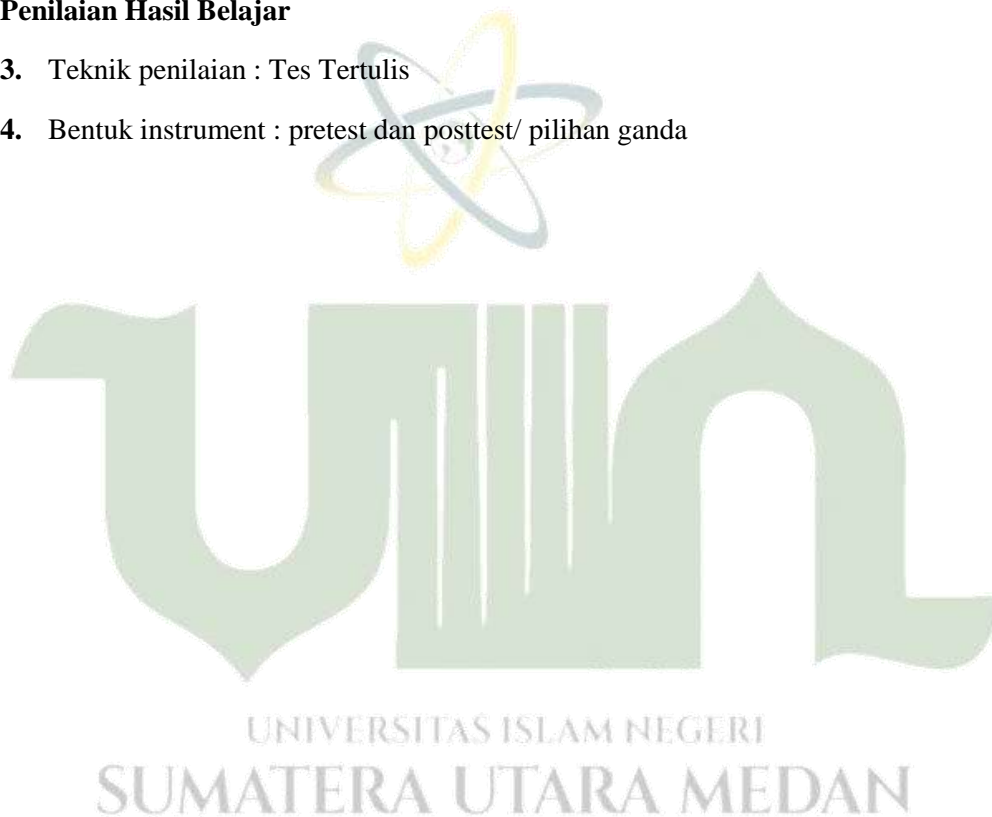 Penilaian Hasil Belajar
3. Teknik penilaian : Tes Tertulis
4. Bentuk instrument : pretest dan posttest/ pilihan ganda
UIN
UNIVERSITAS ISLAM NEGERI
SUMATERA UTARA MEDAN